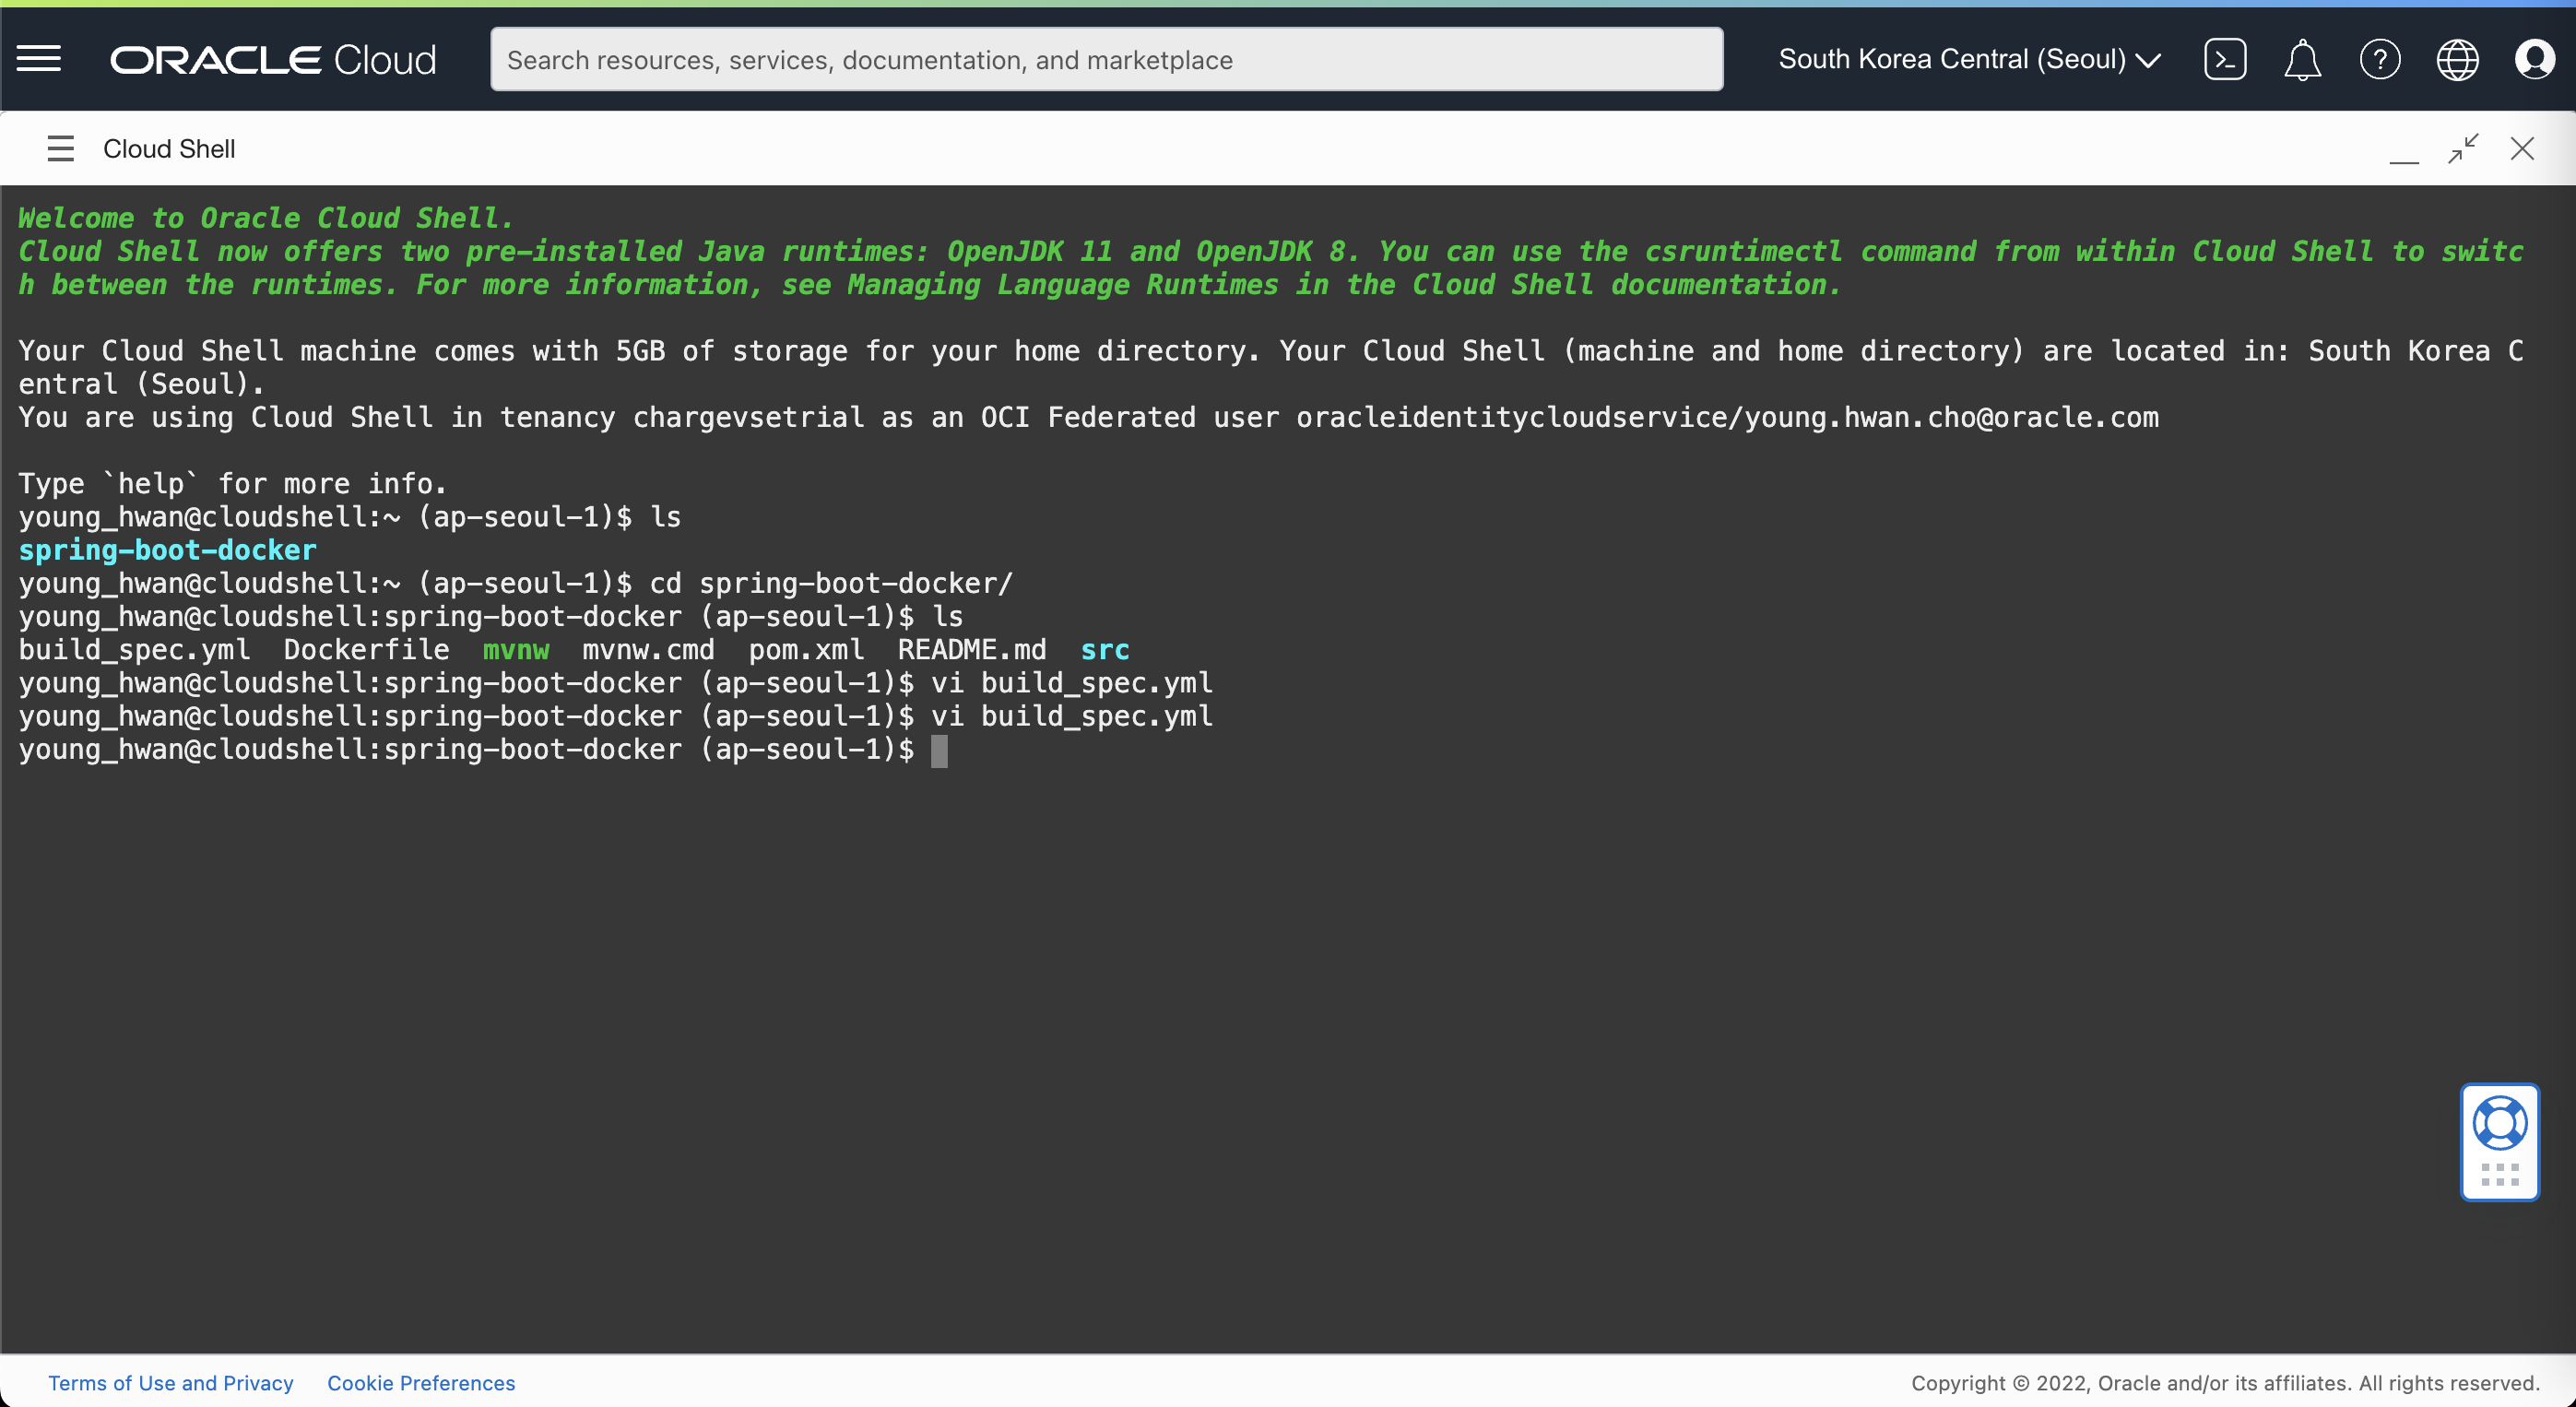 ORACLE Cloud
Search resources, services, documentation, and marketplace
South Korea Central (Seoul)
Cloud Shell
Welcome to Oracle Cloud Shell.
Cloud Shell now offers two pre-installed Java runtimes: OpenJDK 11 and OpenJDK 8. You can use the csruntimectl command from within Cloud Shell to switc
h between the runtimes. For more information, see Managing Language Runtimes in the Cloud Shell documentation.
Your Cloud Shell machine comes with 5GB of storage for your home directory. Your Cloud Shell (machine and home directory) are located in: South Korea C
entral (Seoul).
You are using Cloud Shell in tenancy chargevsetrial as an OCI Federated user oracleidentitycloudservice/young.hwan.cho@oracle.com
Type `help` for more info.
young_hwan@cloudshell:~ (ap-seoul-1)$ ls
spring-boot-docker
young_hwan@cloudshell:~ (ap-seoul-1)$ cd spring-boot-docker/
young_hwan@cloudshell:spring-boot-docker (ap-seoul-1)$ ls
build_spec.yml  Dockerfile  mvnw  mvnw.cmd  pom.xml  README.md  src
young_hwan@cloudshell:spring-boot-docker (ap-seoul-1)$ vi build_spec.yml
young_hwan@cloudshell:spring-boot-docker (ap-seoul-1)$ vi build_spec.yml
young_hwan@cloudshell:spring-boot-docker (ap-seoul-1)$
Terms of Use and Privacy
Cookie Preferences
Copyright © 2022, Oracle and/or its affiliates. All rights reserved.